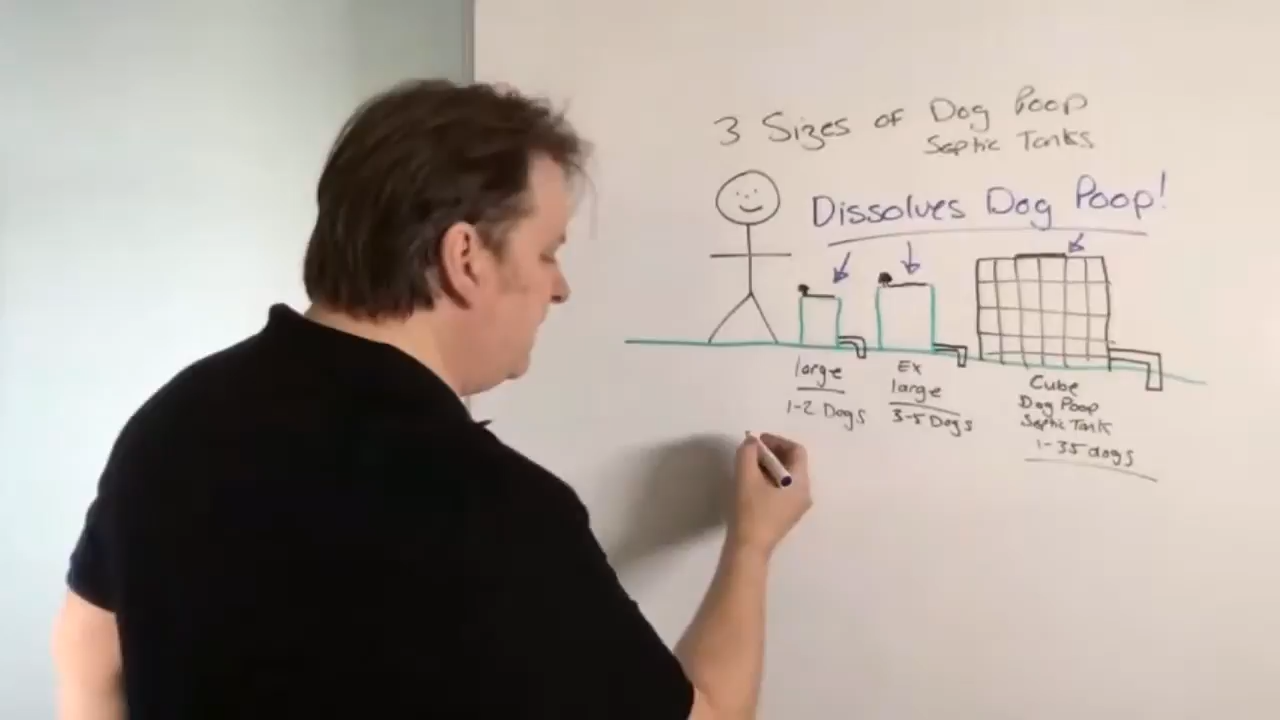 3 Sizes of Dog Poop
Septic Tanks
Dissolves Dog Poop!
large
1-2 Dogs
Ex
large
3-5 Dogs
Cube
Dog Poop
Septic Tank
1-35 dogs